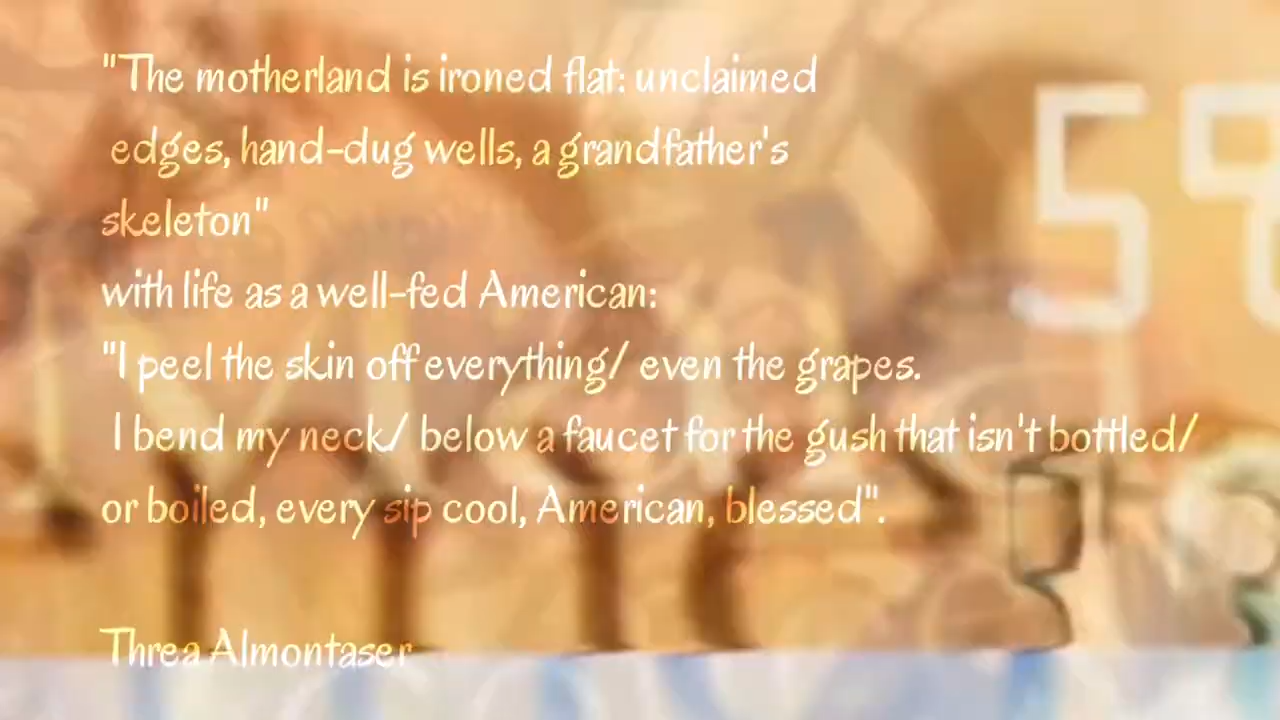 "The motherland is ironed flat: unclaimed
edges, hand-dug wells, a grandfather's
skeleton"
with life as a well-fed American:
"I peel the skin off everything/ even the grapes.
I bend my neck/ below a faucet for the gush that isn't bottled/
or boiled, every sip cool, American, blessed".
Threa Almontaser